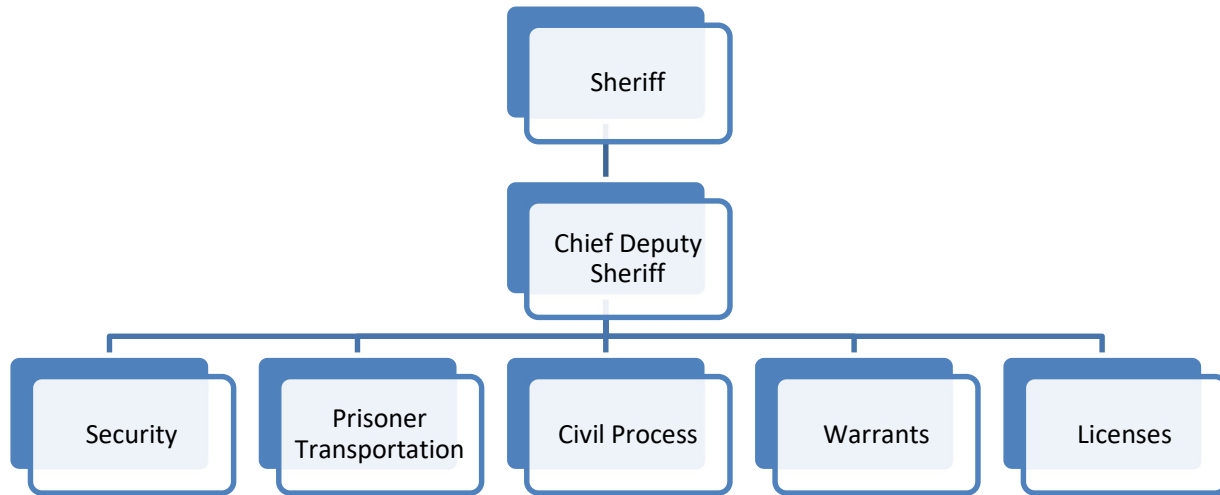 Sheriff
Chief Deputy
Sheriff
Security
Prisoner
Transportation
Civil Process
Warrants
Licenses